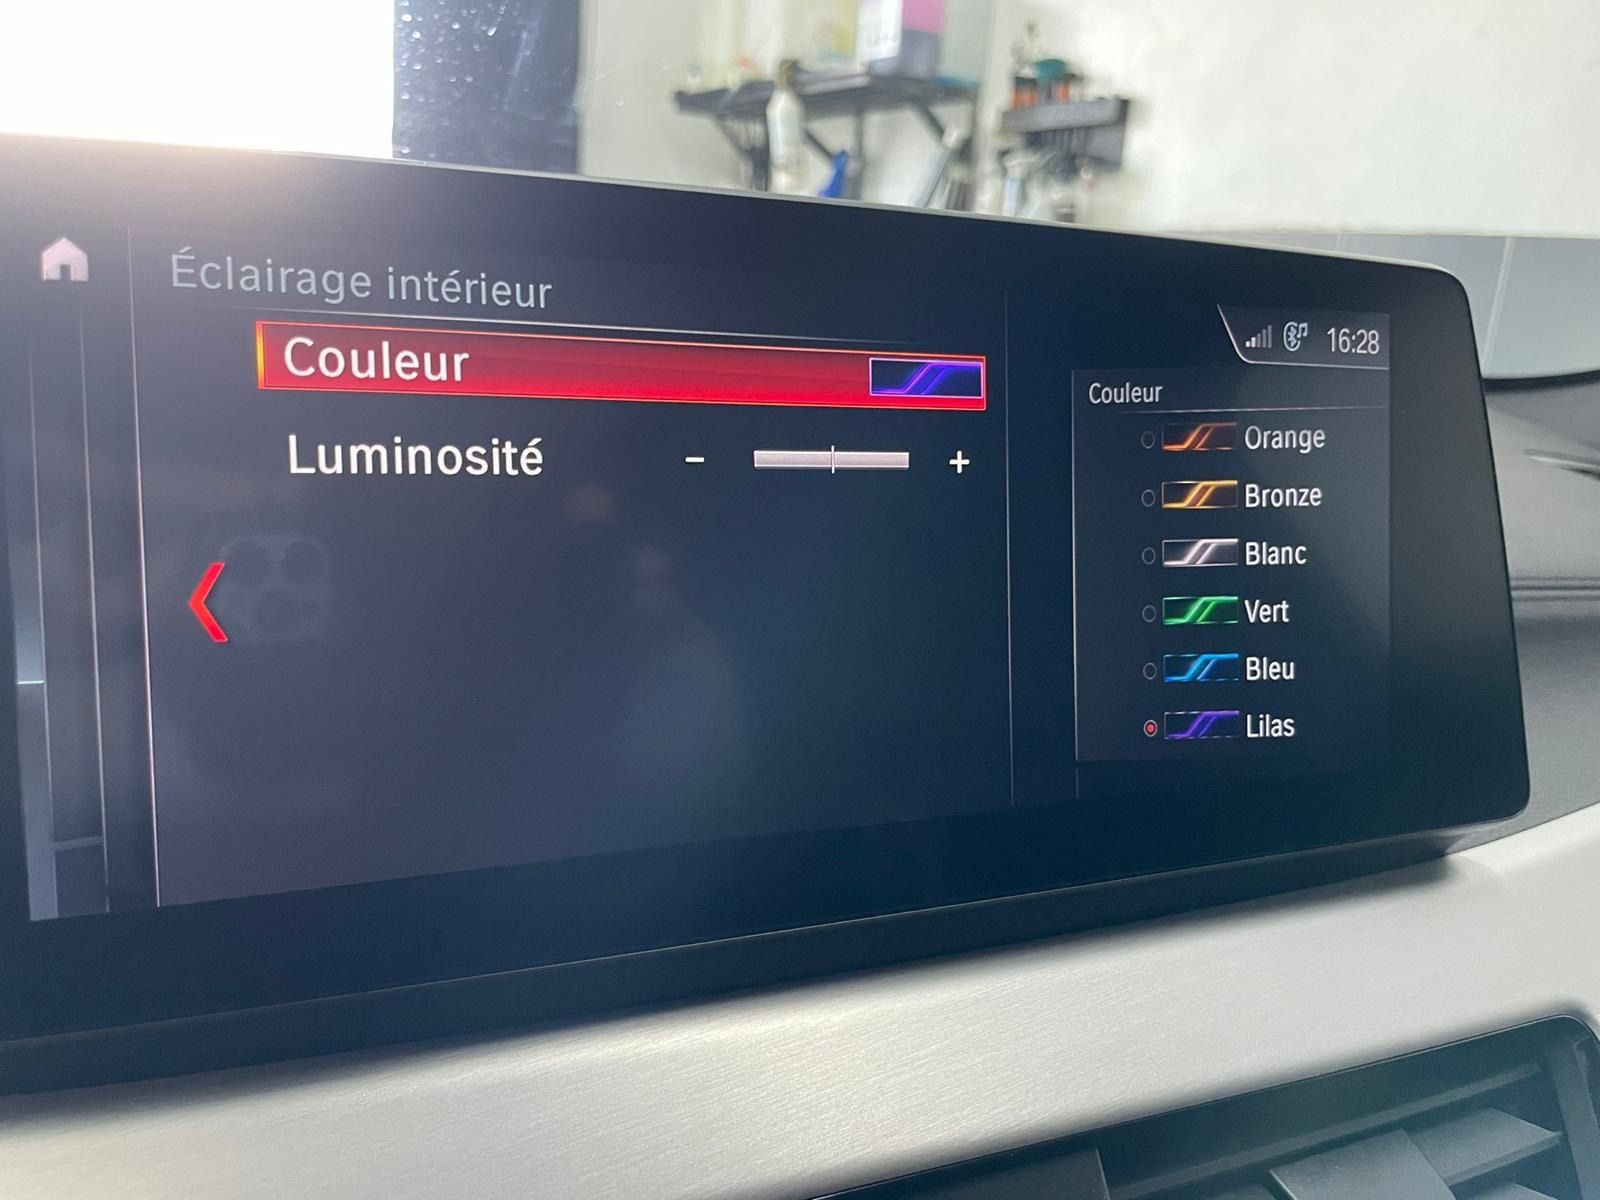 Éclairage intérieur
Couleur
Luminosité - +
16:28
Couleur
Orange
Bronze
Blanc
Vert
Bleu
Lilas